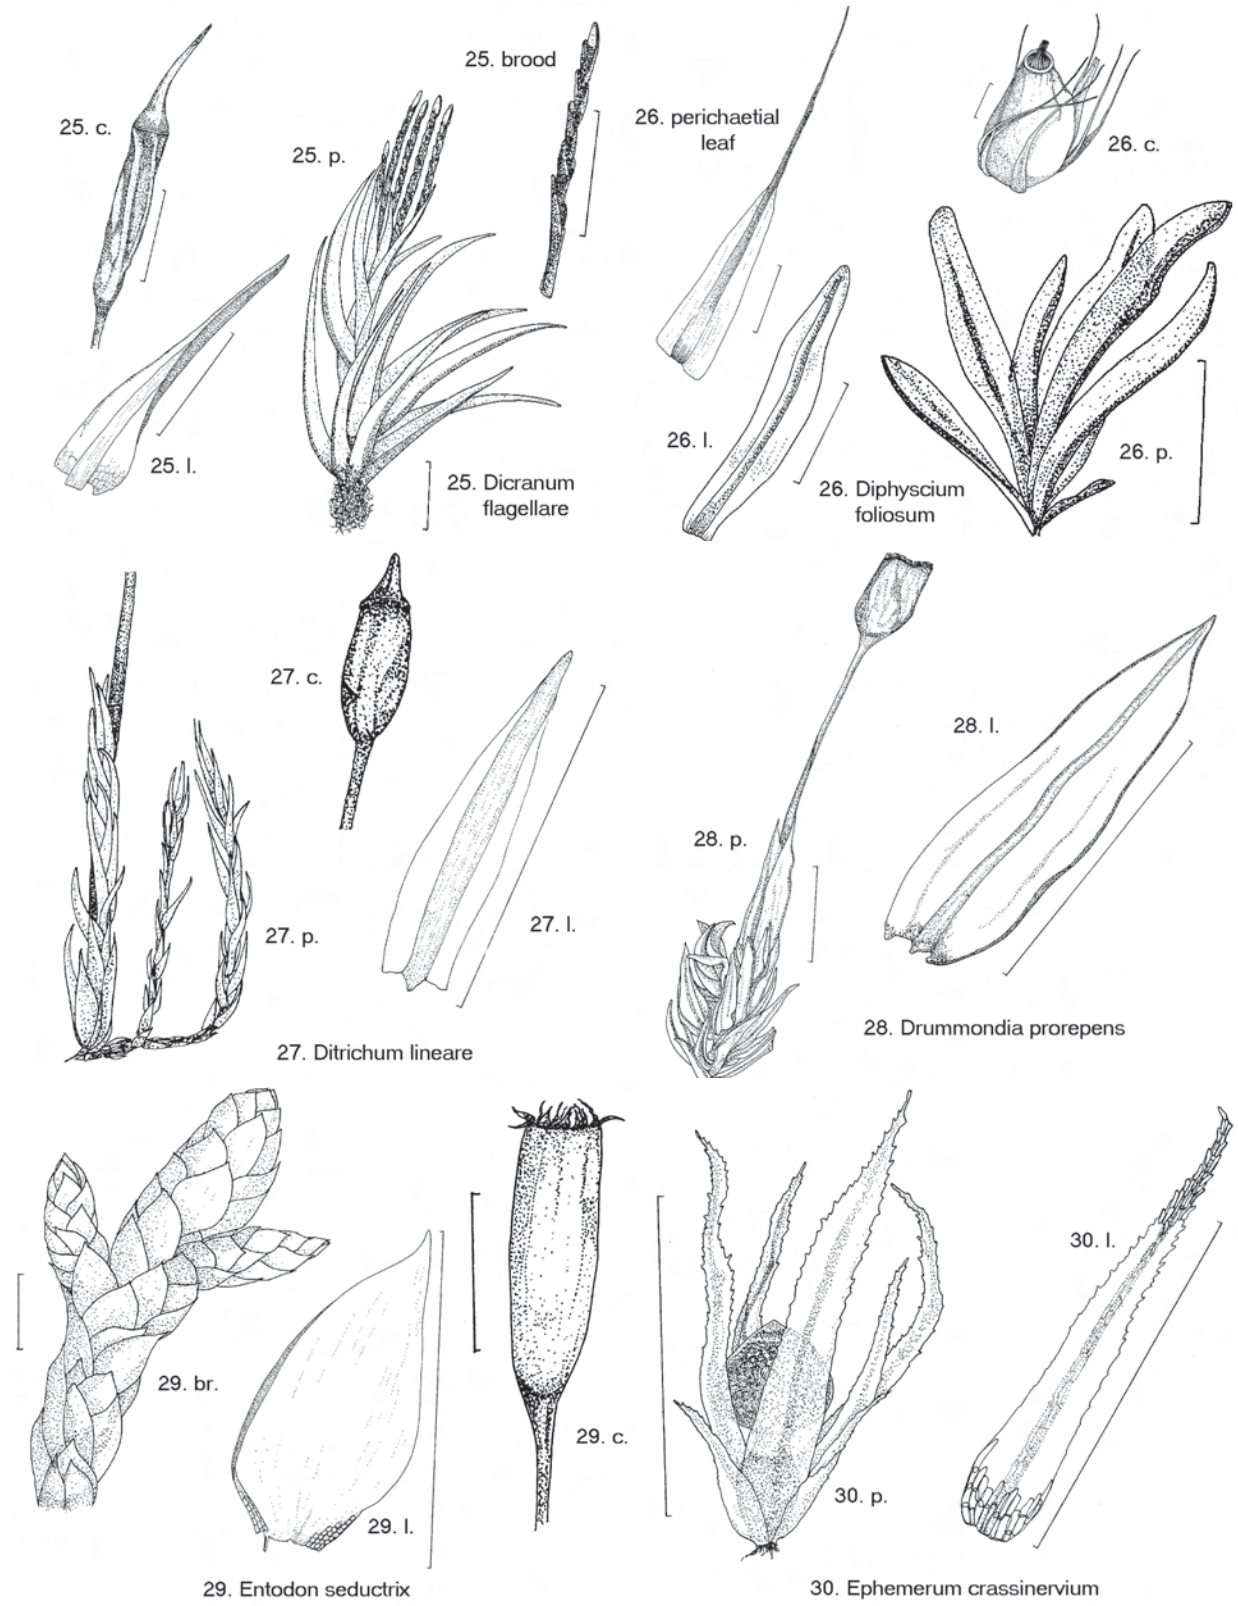 25. c.
25. p.
25. brood
25. l.
25. Dicranum
flagellare
26. perichaetial
leaf
26. c.
26. l.
26. p.
26. Diphyscium
foliosum
27. c.
27. p.
27. l.
27. Ditrichum lineare
28. l.
28. p.
28. Drummondia prorepens
29. br.
29. l.
29. c.
29. Entodon seductrix
30. l.
30. p.
30. Ephemerum crassinervium